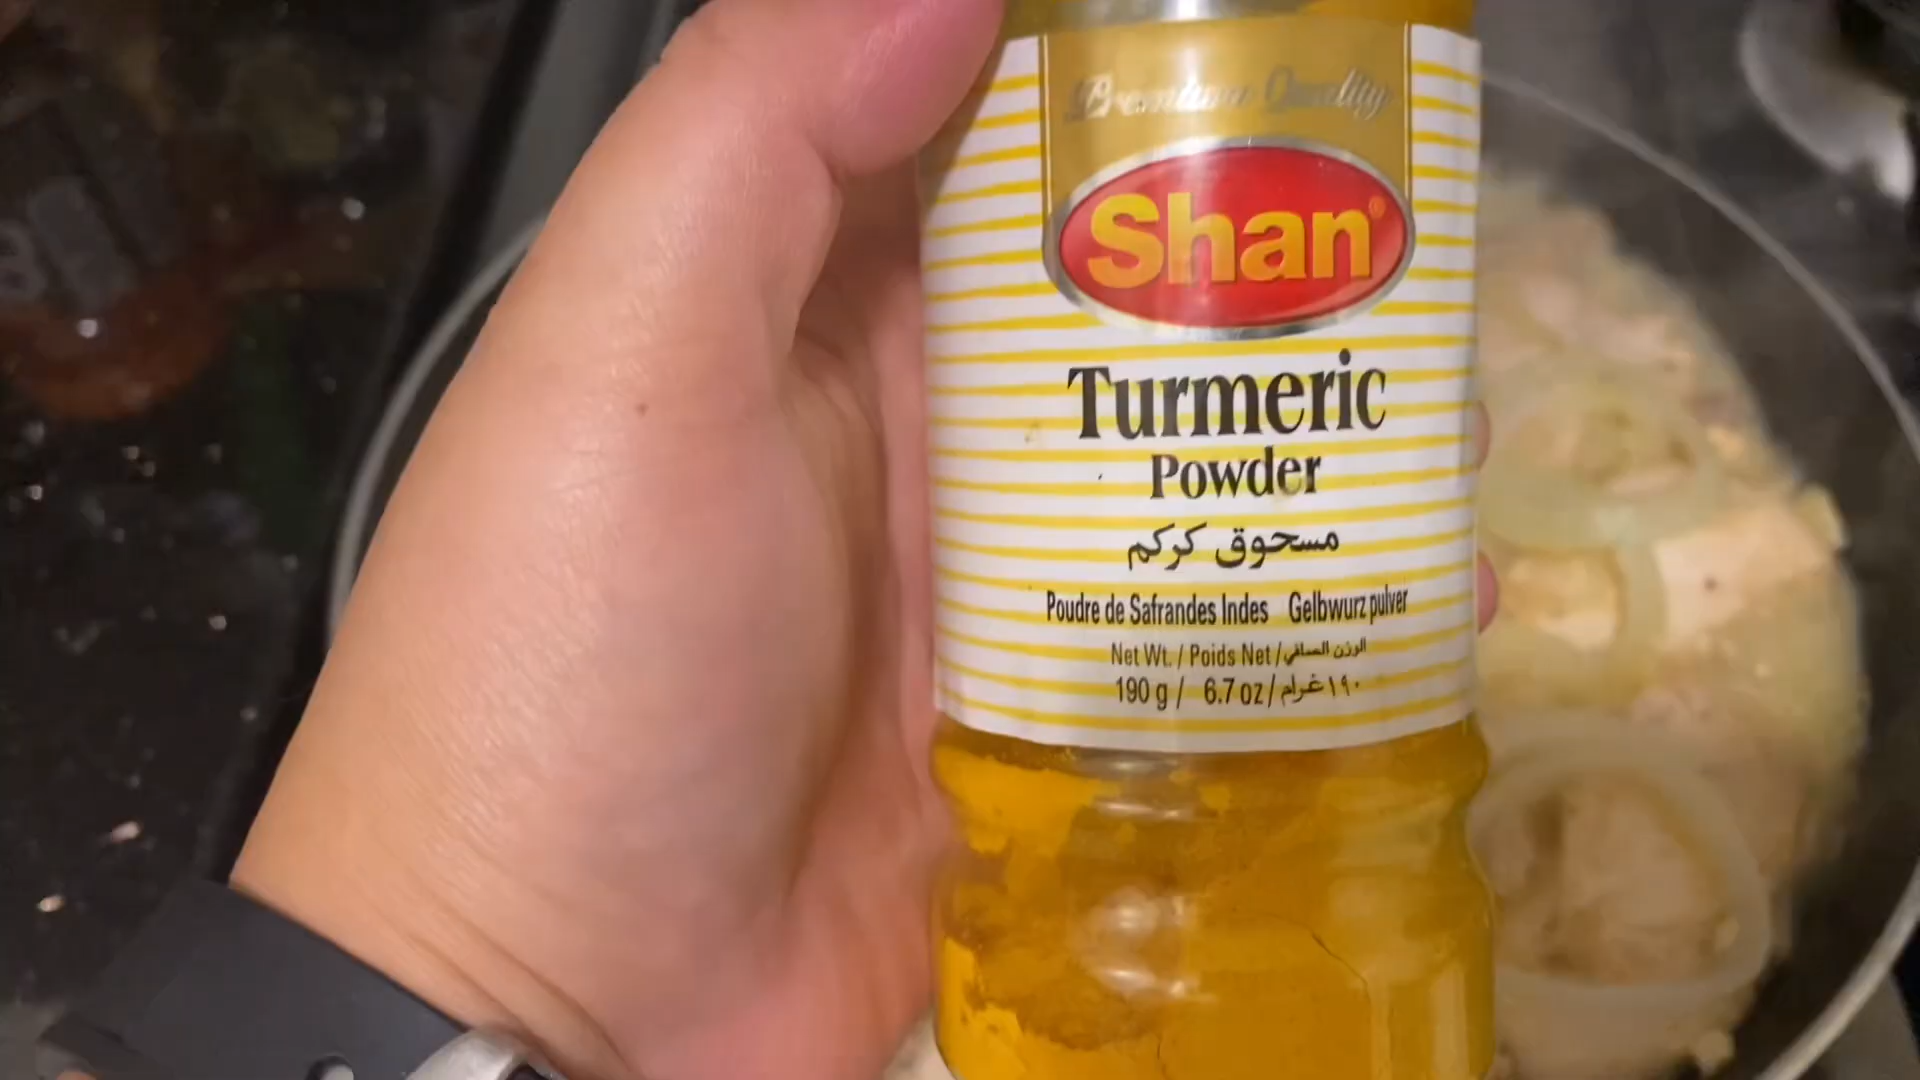 Premium Quality
Shan®
Turmeric
Powder
مسحوق كركم
Poudre de Safrandes Indes Gelbwurz pulver
Net Wt. / Poids Net / الوزن الصافي
190 g / 6.7 oz / ١٩٠ غرام